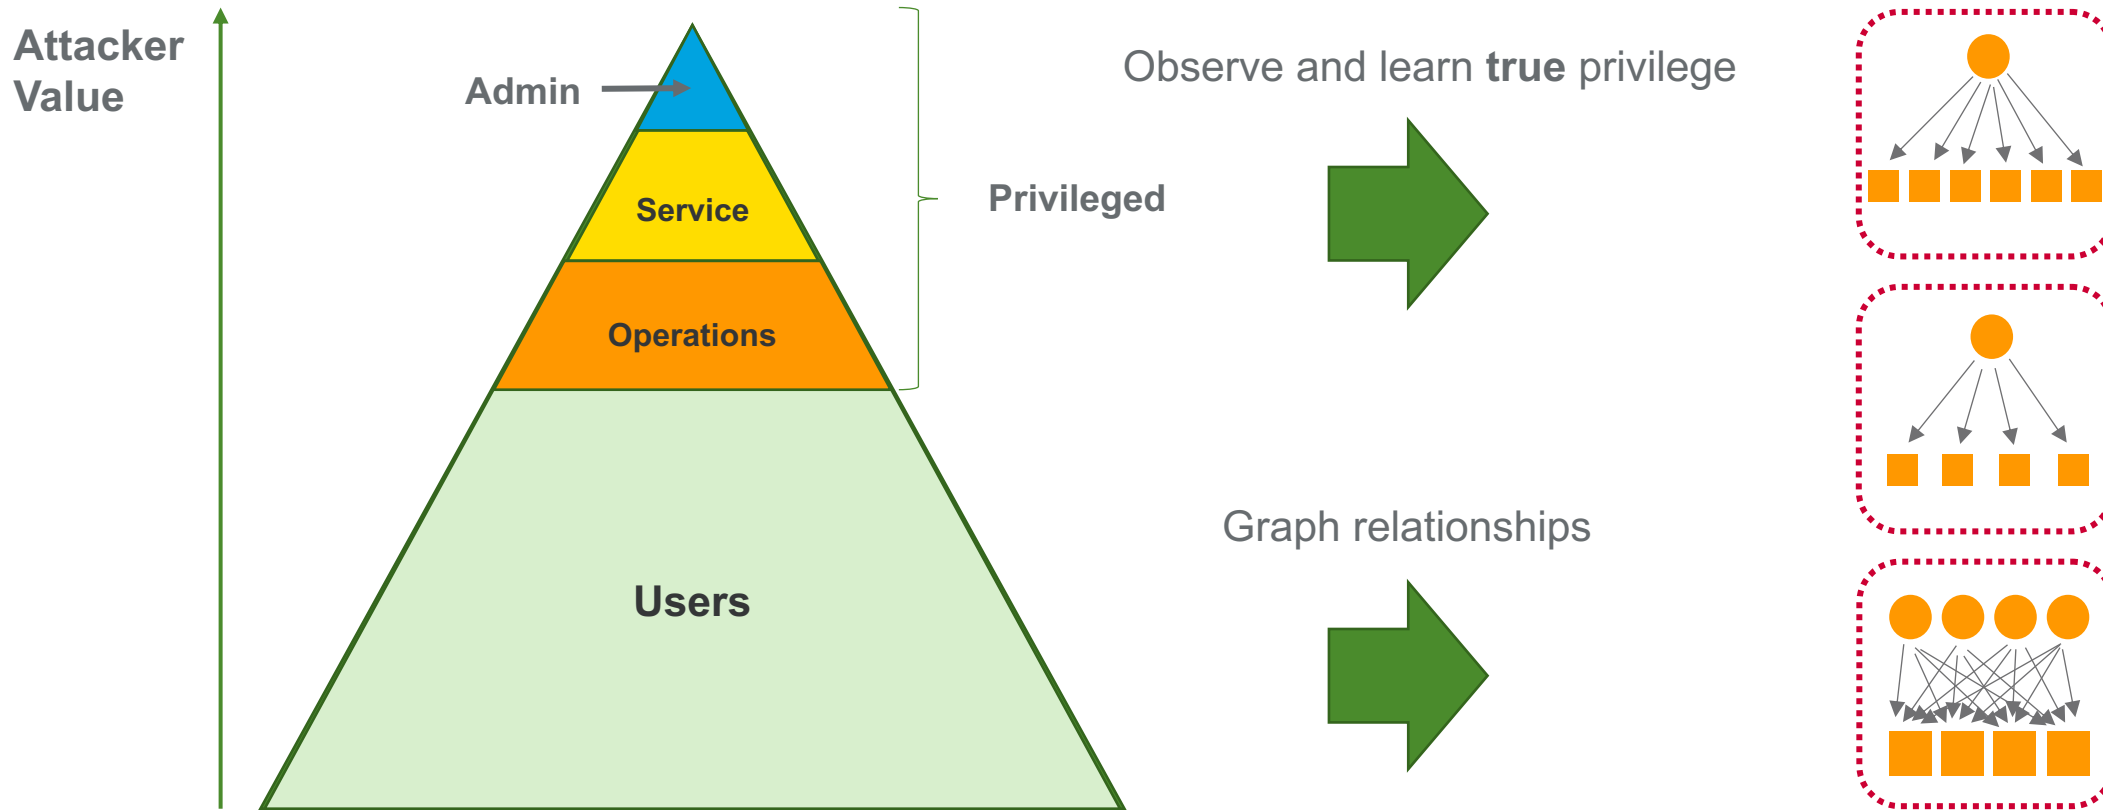 Attacker
Value
Admin
Service
Operations
Users
Privileged
Observe and learn true privilege
Graph relationships